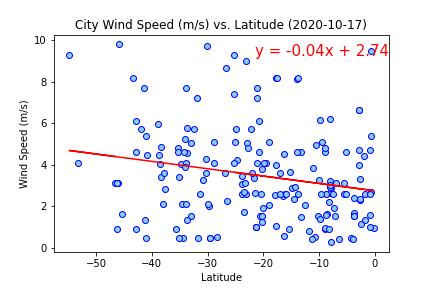 City Wind Speed (m/s) vs. Latitude (2020-10-17)
y = -0.04x + 2.74
10
8
6
4
2
0
Wind Speed (m/s)
−50 −40 −30 −20 −10 0
Latitude